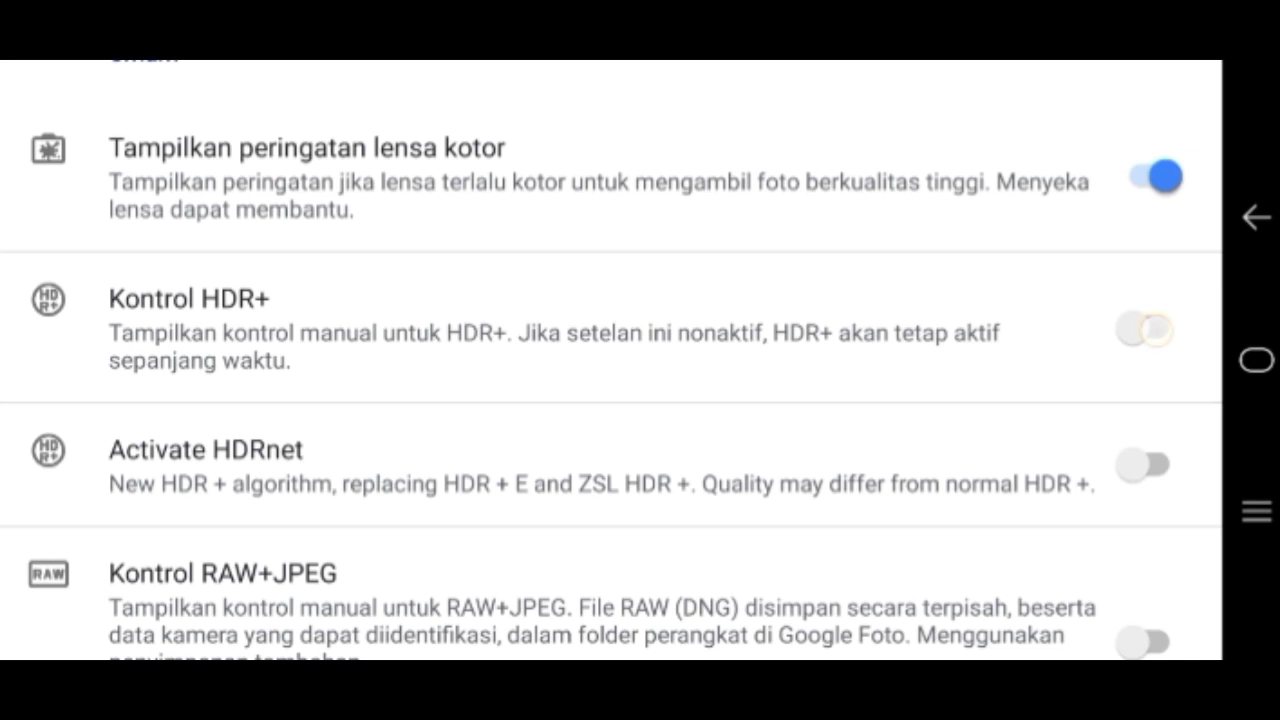 Tampilkan peringatan lensa kotor
Tampilkan peringatan jika lensa terlalu kotor untuk mengambil foto berkualitas tinggi. Menyeka
lensa dapat membantu.
HD
R+
Kontrol HDR+
Tampilkan kontrol manual untuk HDR+. Jika setelan ini nonaktif, HDR+ akan tetap aktif
sepanjang waktu.
HD
R+
Activate HDRnet
New HDR + algorithm, replacing HDR + E and ZSL HDR +. Quality may differ from normal HDR +.
RAW
Kontrol RAW+JPEG
Tampilkan kontrol manual untuk RAW+JPEG. File RAW (DNG) disimpan secara terpisah, beserta
data kamera yang dapat diidentifikasi, dalam folder perangkat di Google Foto. Menggunakan